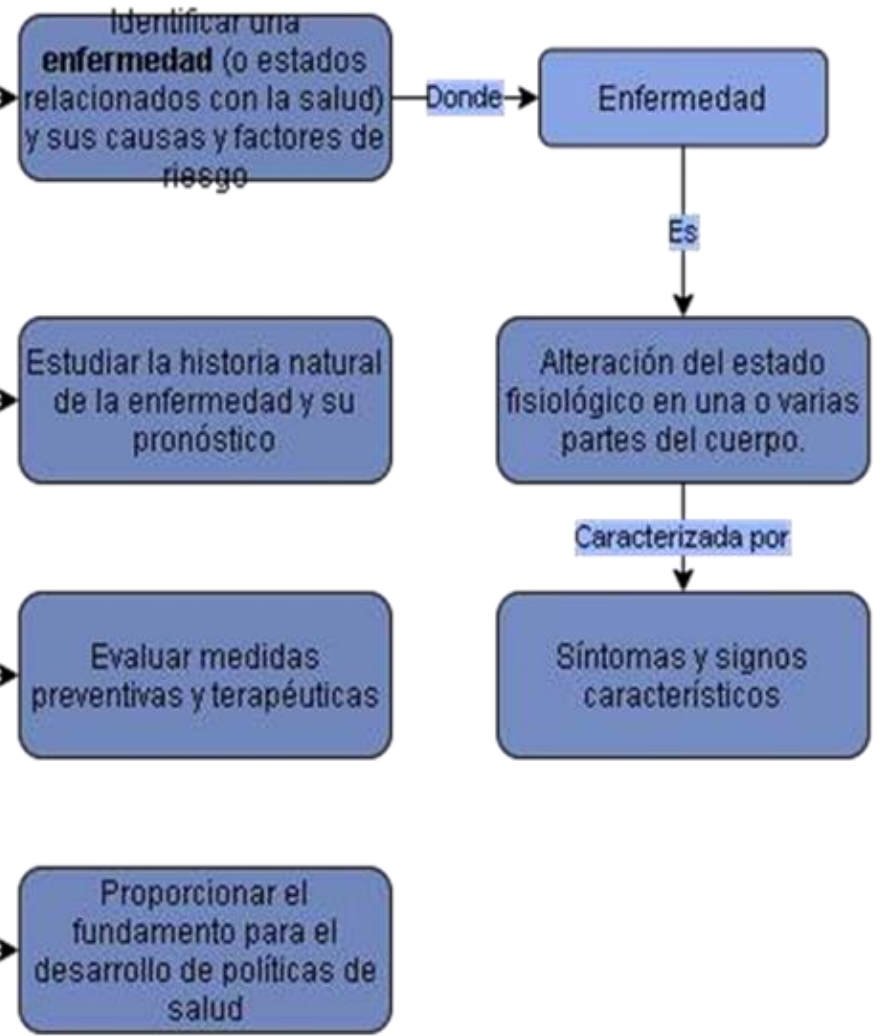 Identificar una
enfermedad (o estados
relacionados con la salud)
y sus causas y factores de
riesgo
Donde
Enfermedad
Es
Estudiar la historia natural
de la enfermedad y su
pronóstico
Alteración del estado
fisiológico en una o varias
partes del cuerpo.
Caracterizada por
Evaluar medidas
preventivas y terapéuticas
Síntomas y signos
característicos
Proporcionar el
fundamento para el
desarrollo de políticas de
salud